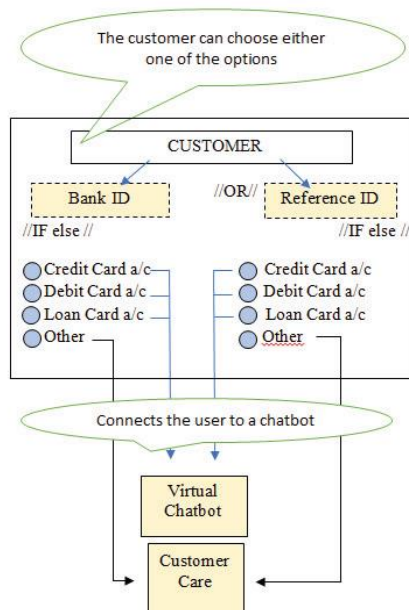 The customer can choose either
one of the options
CUSTOMER
Bank ID
//OR//
Reference ID
//IF else //
//IF else //
Credit Card a/c
Debit Card a/c
Loan Card a/c
Other
Credit Card a/c
Debit Card a/c
Loan Card a/c
Other
Connects the user to a chatbot
Virtual
Chatbot
Customer
Care